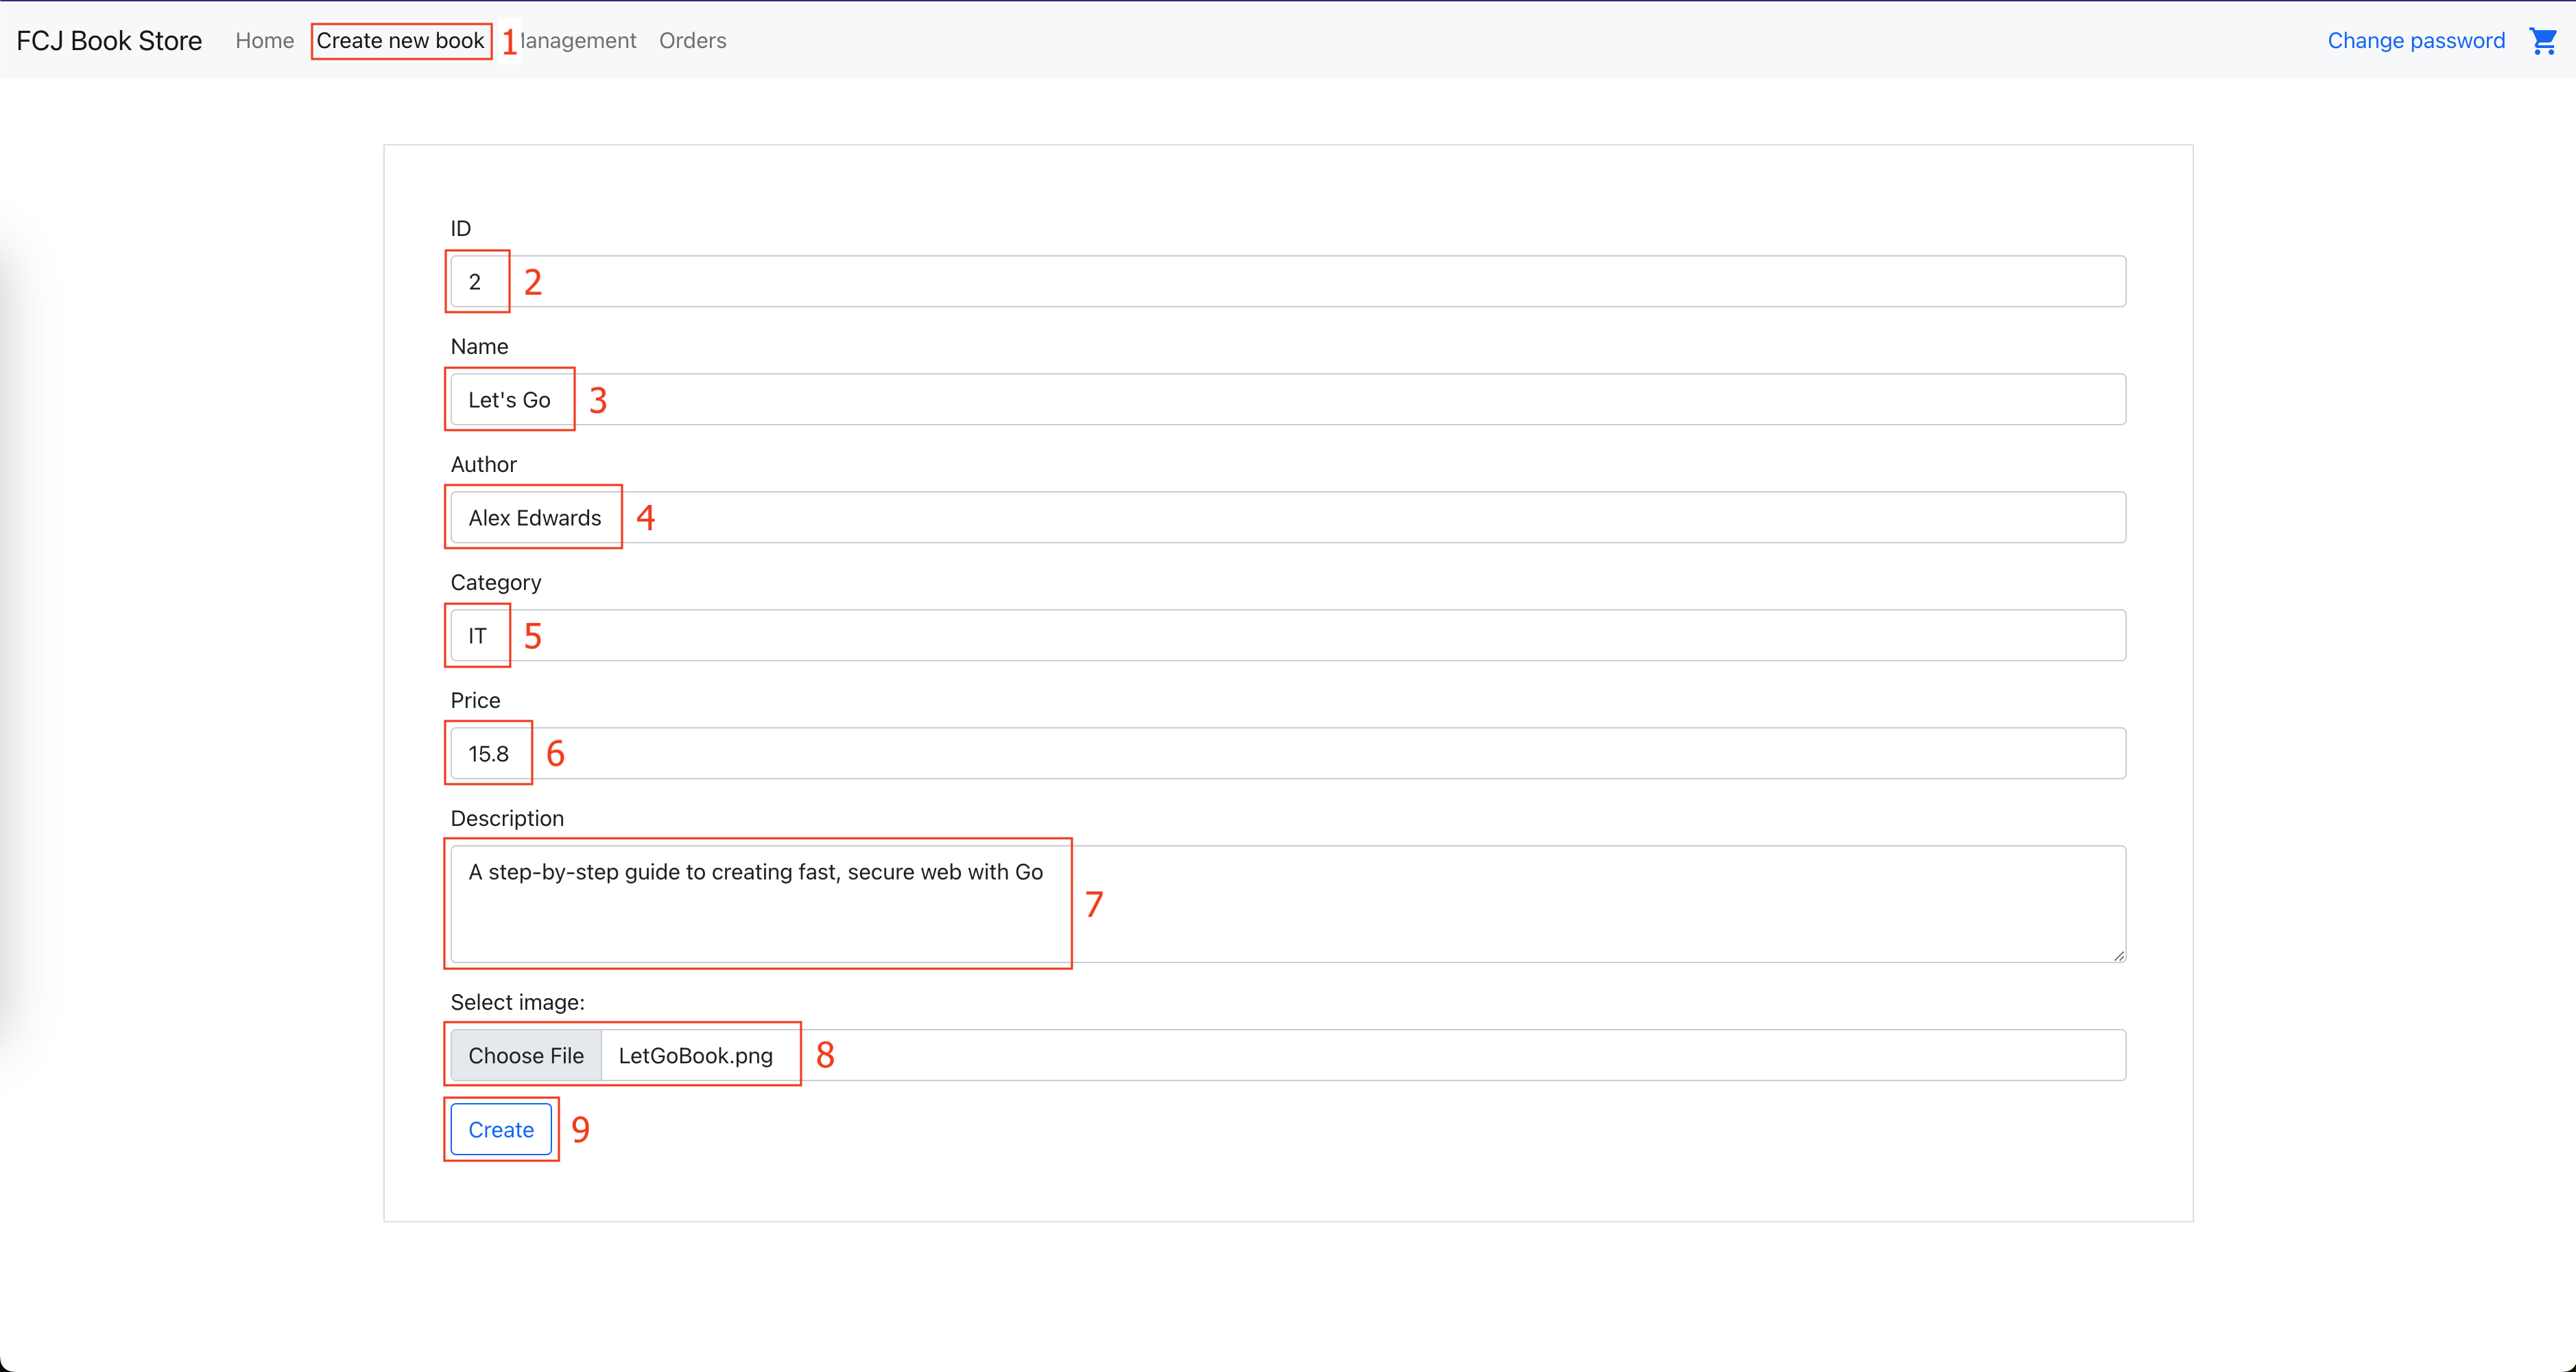 FCJ Book Store Home Create new book 1 anagement Orders Change password
ID
2 2
Name
Let's Go 3
Author
Alex Edwards 4
Category
IT 5
Price
15.8 6
Description
A step-by-step guide to creating fast, secure web with Go
7
Select image:
Choose File LetGoBook.png 8
Create 9